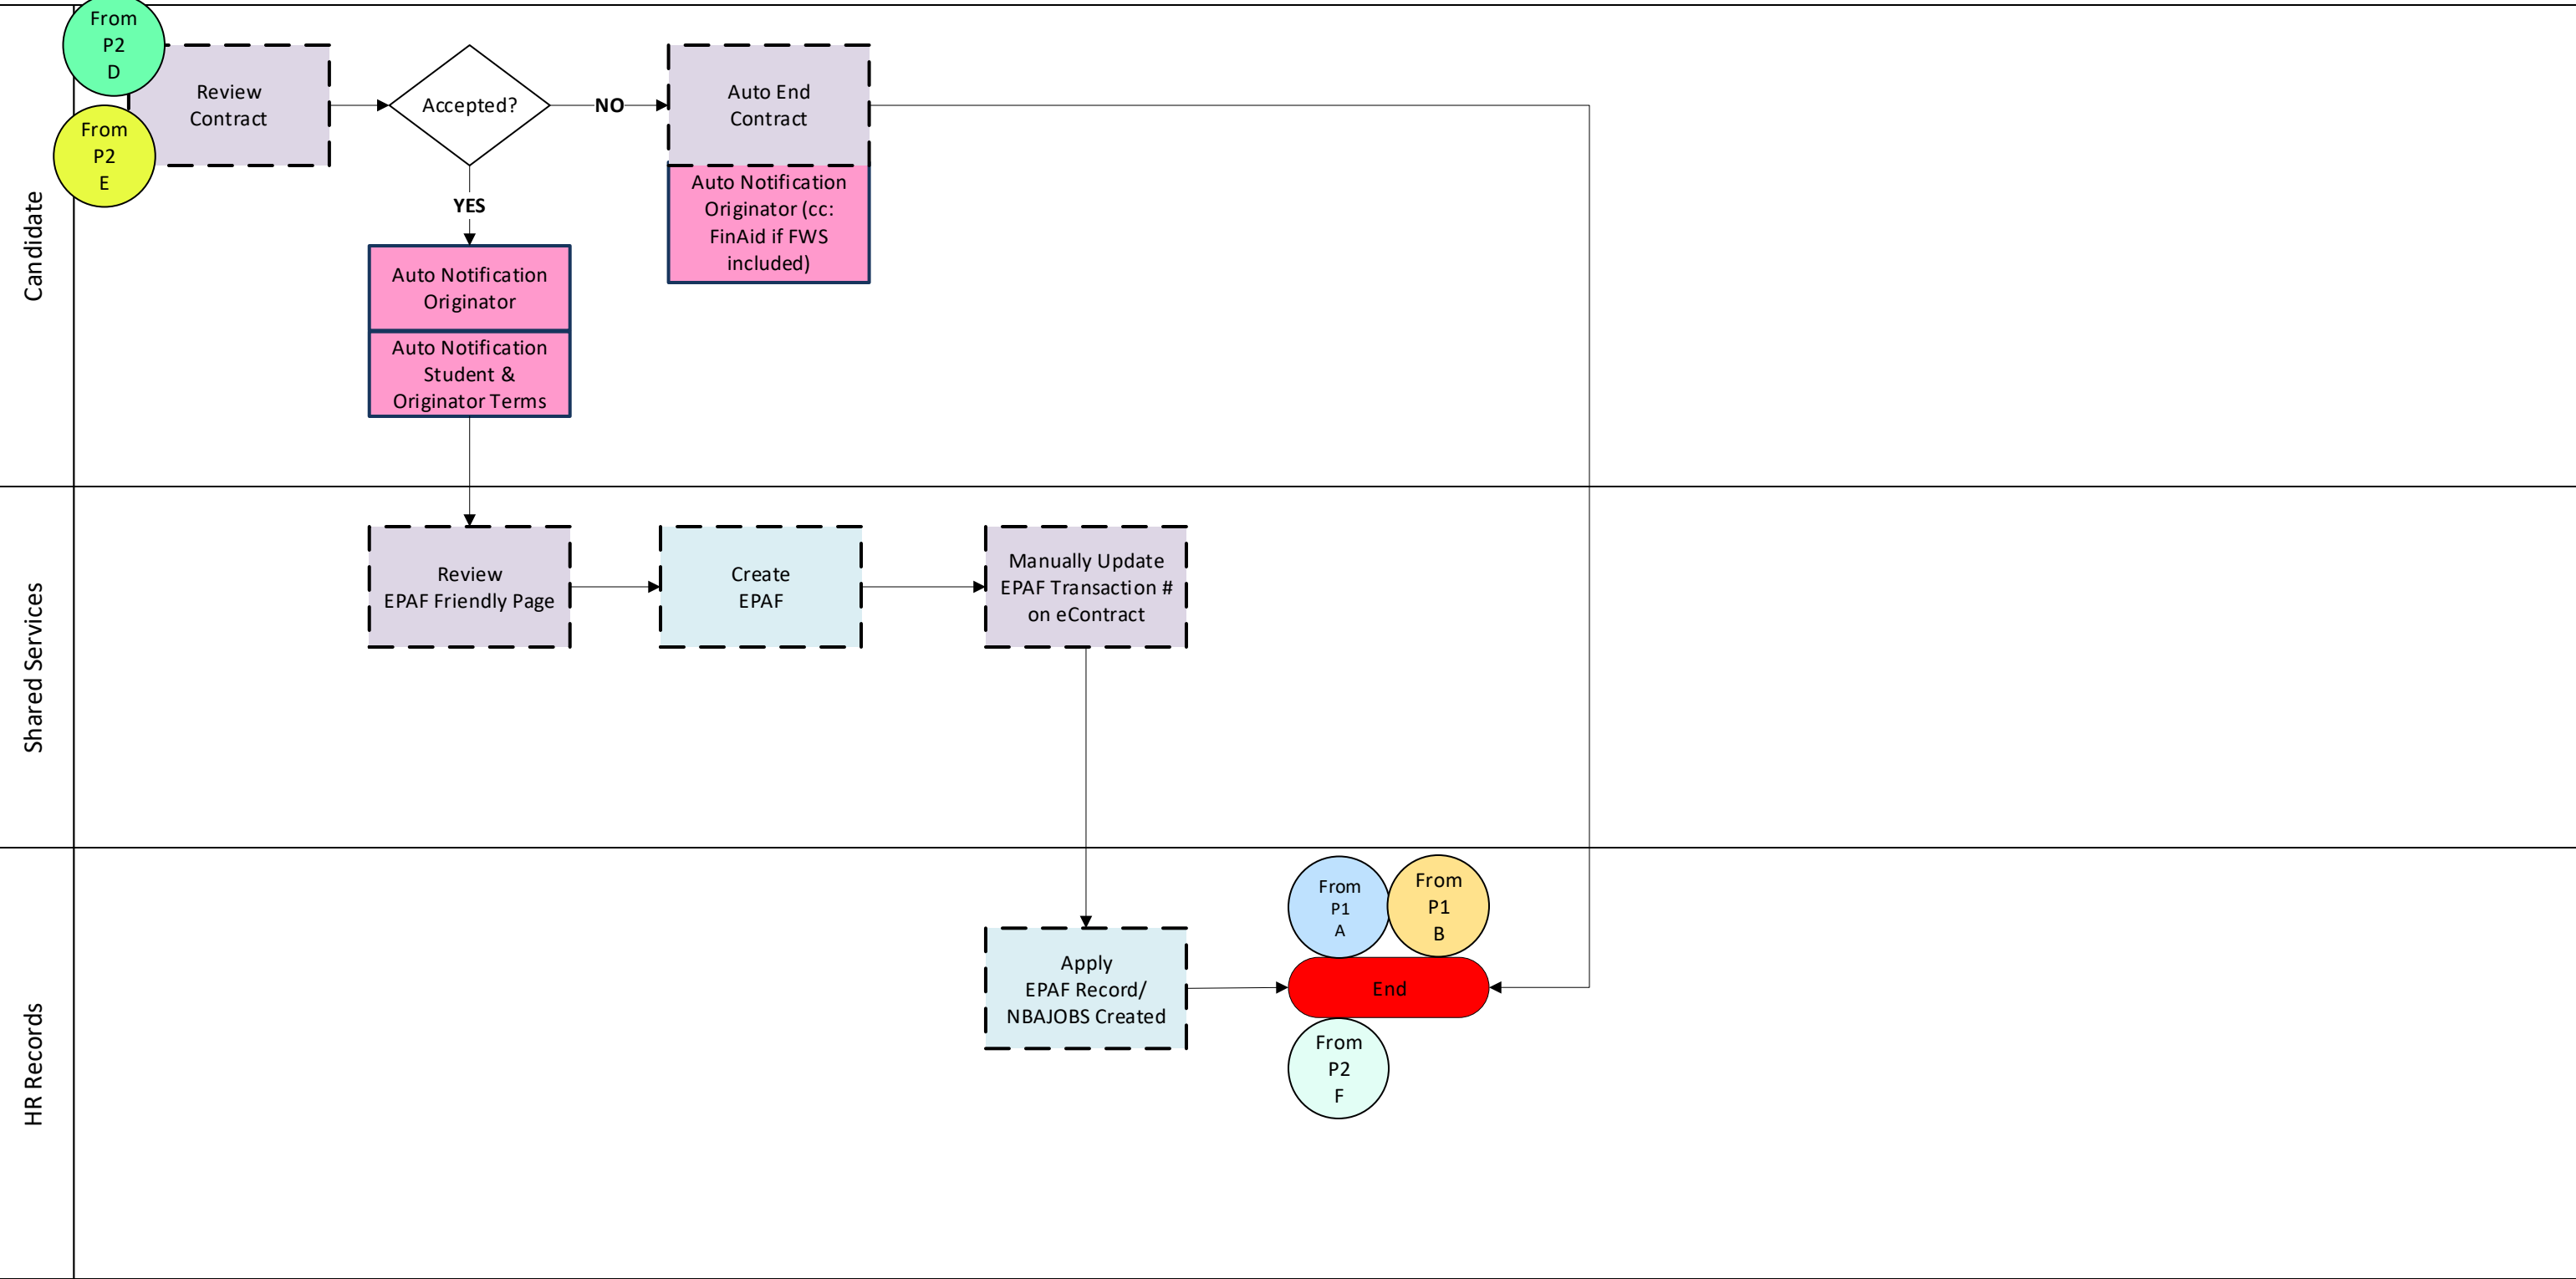 Candidate
From
P2
D
From
P2
E
Review
Contract
Accepted?
NO
Auto End
Contract
Auto Notification
Originator (cc:
FinAid if FWS
included)
YES
Auto Notification
Originator
Auto Notification
Student &
Originator Terms
Shared Services
Review
EPAF Friendly Page
Create
EPAF
Manually Update
EPAF Transaction #
on eContract
HR Records
Apply
EPAF Record/
NBAJOBS Created
From
P1
A
From
P1
B
End
From
P2
F